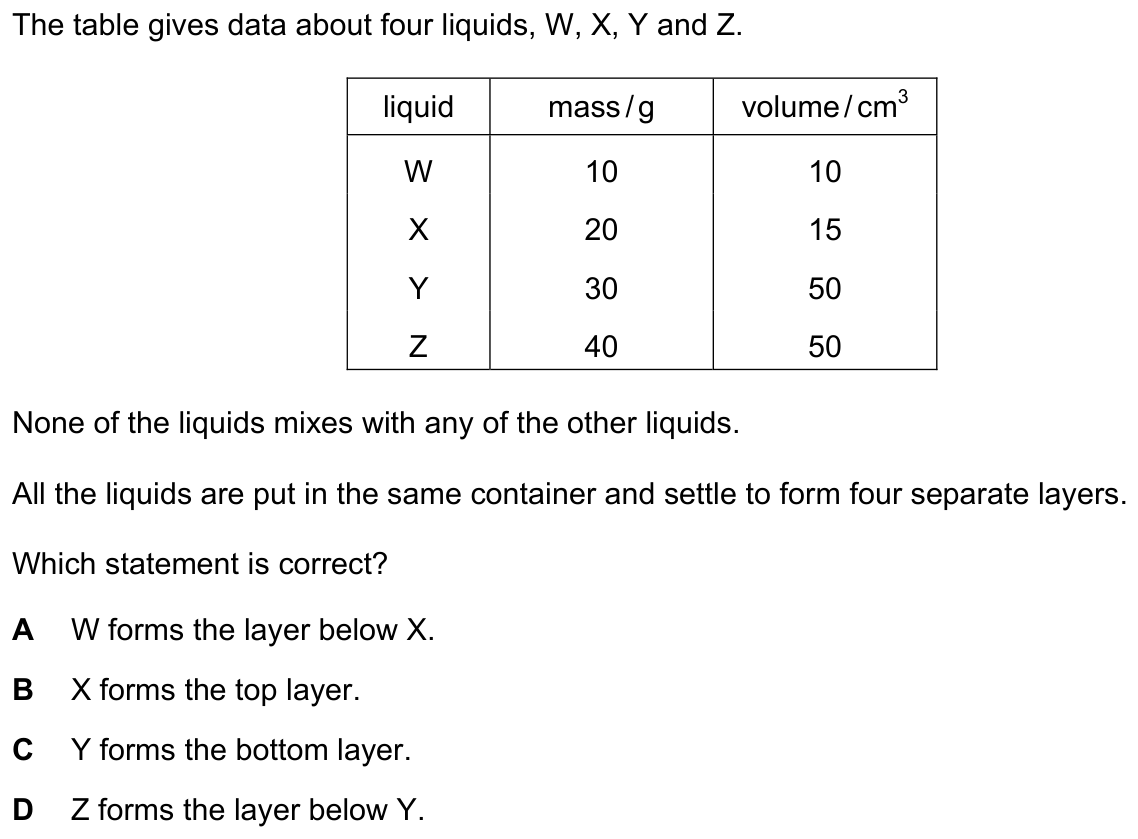 The table gives data about four liquids, W, X, Y and Z.
liquid mass / g volume / cm³
W 10 10
X 20 15
Y 30 50
Z 40 50
None of the liquids mixes with any of the other liquids.
All the liquids are put in the same container and settle to form four separate layers.
Which statement is correct?
A W forms the layer below X.
B X forms the top layer.
C Y forms the bottom layer.
D Z forms the layer below Y.